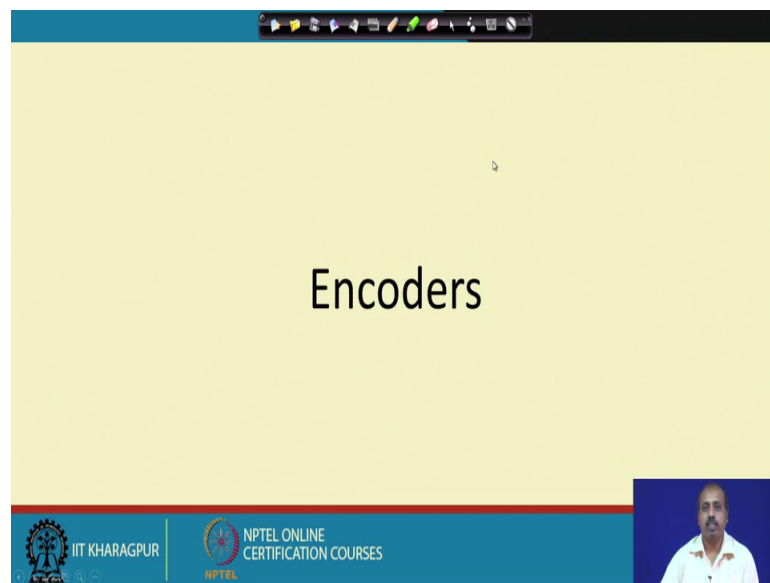 Encoders
IIT KHARAGPUR
NPTEL
NPTEL ONLINE
CERTIFICATION COURSES